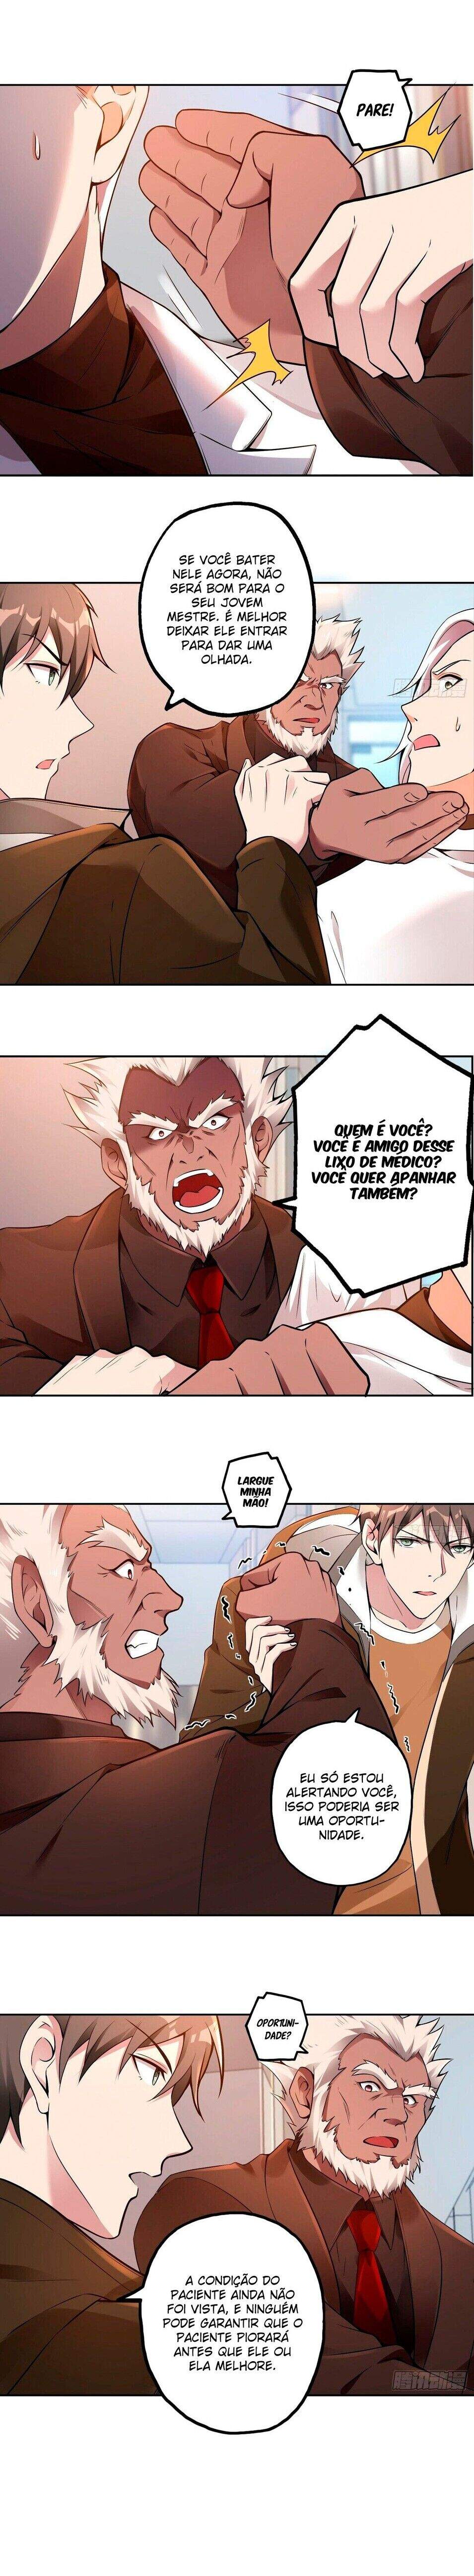 PARE!
SE VOCÊ BATER
NELE AGORA, NÃO
SERÁ BOM PARA O
SEU JOVEM
MESTRE. É MELHOR
DEIXAR ELE ENTRAR
PARA DAR UMA
OLHADA.
QUEM É VOCÊ?
VOCÊ É AMIGO DESSE
LIXO DE MÉDICO?
VOCÊ QUER APANHAR
TAMBÉM?
LARGUE
MINHA
MÃO!
EU SÓ ESTOU
ALERTANDO VOCÊ,
ISSO PODERIA SER
UMA OPORTU-
NIDADE.
OPORTUNI-
DADE?
A CONDIÇÃO DO
PACIENTE AINDA NÃO
FOI VISTA, E NINGUÉM
PODE GARANTIR QUE O
PACIENTE PIORARÁ
ANTES QUE ELE OU
ELA MELHORE.